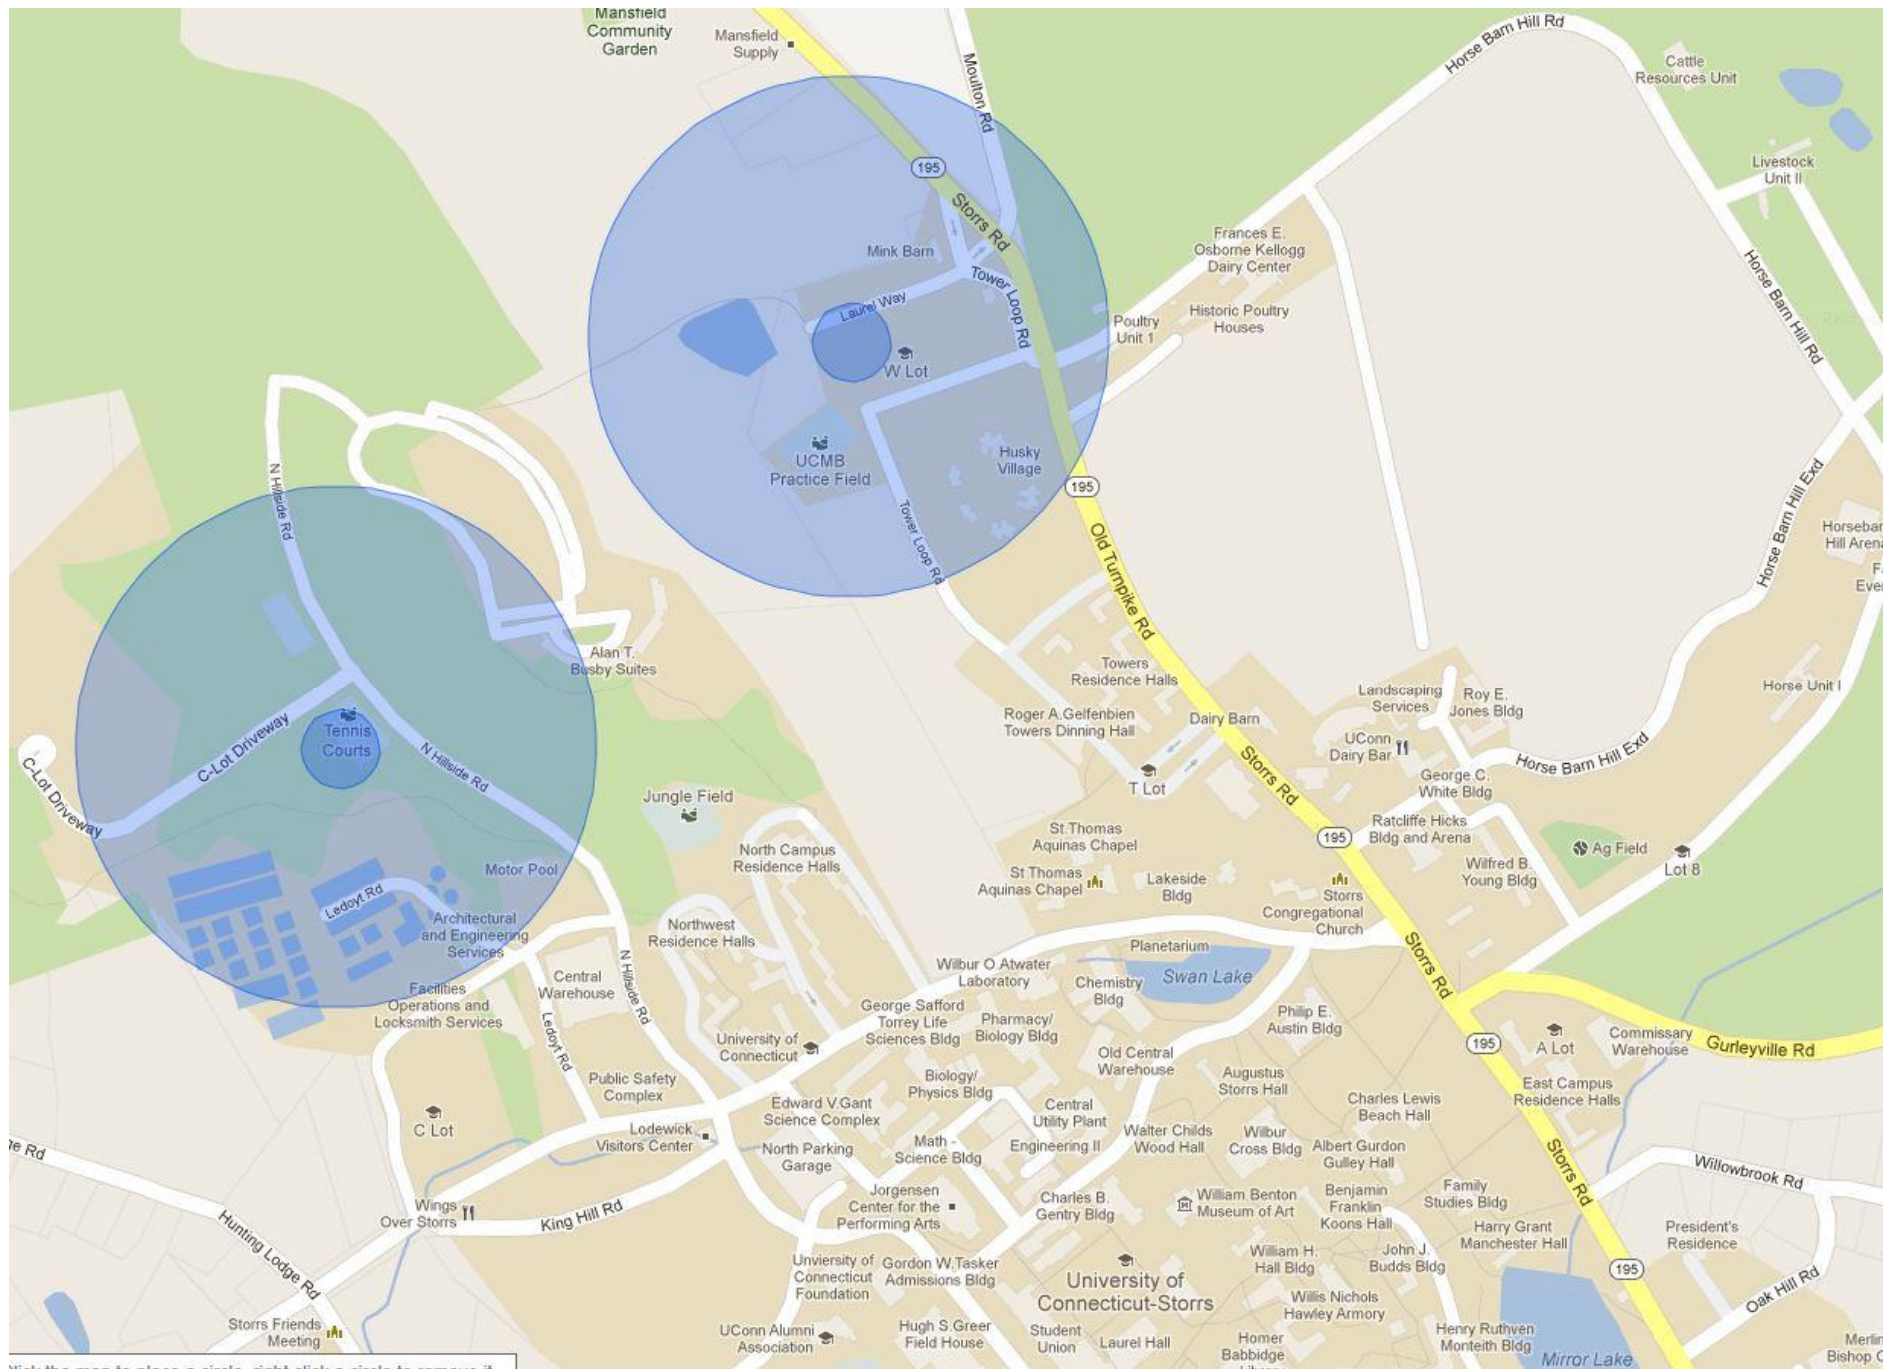 Mansfield
Community
Garden
Mansfield
Supply
Moulton Rd
Horse Barn Hill Rd
Cattle
Resources Unit
Livestock
Unit II
195
Storrs Rd
Mink Barn
Tower Loop Rd
Laurel Way
W Lot
Frances E.
Osborne Kellogg
Dairy Center
Historic Poultry
Houses
Poultry
Unit 1
Horse Barn Hill Rd
UCMB
Practice Field
Husky
Village
195
N Hillside Rd
Tower Loop Rd
Old Turnpike Rd
Horse Barn Hill Exd
Hill
Alan T.
Busby Suites
Towers
Residence Halls
Roger A.Gelfenbien
Towers Dinning Hall
Dairy Barn
Landscaping
Services
Roy E.
Jones Bldg
Horse Unit I
UConn
Dairy Bar
Horse Barn Hill Exd
Tennis
Courts
C-Lot Driveway
N Hillside Rd
C-Lot Driveway
Storrs Rd
T Lot
George C.
White Bldg
Jungle Field
St.Thomas
Aquinas Chapel
195
Ratcliffe Hicks
Bldg and Arena
Ag Field
North Campus
Residence Halls
Motor Pool
St Thomas
Aquinas Chapel
Lakeside
Bldg
Wilfred B.
Young Bldg
Lot 8
Ledoyt Rd
Architectural
and Engineering
Services
Storrs
Congregational
Church
Northwest
Residence Halls
Planetarium
Storrs Rd
Central
Warehouse
N Hillside Rd
Wilbur O.Atwater
Laboratory
Chemistry
Bldg
Swan Lake
Facilities
Operations and
Locksmith Services
Ledoyt Rd
George Safford
Torrey Life
Sciences Bldg
Pharmacy/
Biology Bldg
Philip E.
Austin Bldg
University of
Connecticut
Old Central
Warehouse
195
A Lot
Commissary
Warehouse
Gurleyville Rd
Public Safety
Complex
Biology/
Physics Bldg
Augustus
Storrs Hall
East Campus
Residence Halls
C Lot
Edward V.Gant
Science Complex
Central
Utility Plant
Charles Lewis
Beach Hall
Lodewick
Visitors Center
North Parking
Garage
Math -
Science Bldg
Engineering II
Walter Childs
Wood Hall
Wilbur
Cross Bldg
Albert Gurdon
Gulley Hall
Storrs Rd
Willowbrook Rd
Rd
Wings
Over Storrs
King Hill Rd
Jorgensen
Center for the
Performing Arts
Charles B.
Gentry Bldg
William Benton
Museum of Art
Benjamin
Franklin
Koons Hall
Family
Studies Bldg
Harry Grant
Manchester Hall
President's
Residence
Hunting Lodge Rd
University of
Connecticut
Foundation
Gordon W.Tasker
Admissions Bldg
University of
Connecticut-Storrs
William H.
Hall Bldg
John J.
Budds Bldg
195
Oak Hill Rd
Willis Nichols
Hawley Armory
Storrs Friends
Meeting
UConn Alumni
Association
Hugh S.Greer
Field House
Student
Union
Laurel Hall
Homer
Babbidge
Henry Ruthven
Monteith Bldg
Mirror Lake
Bishop